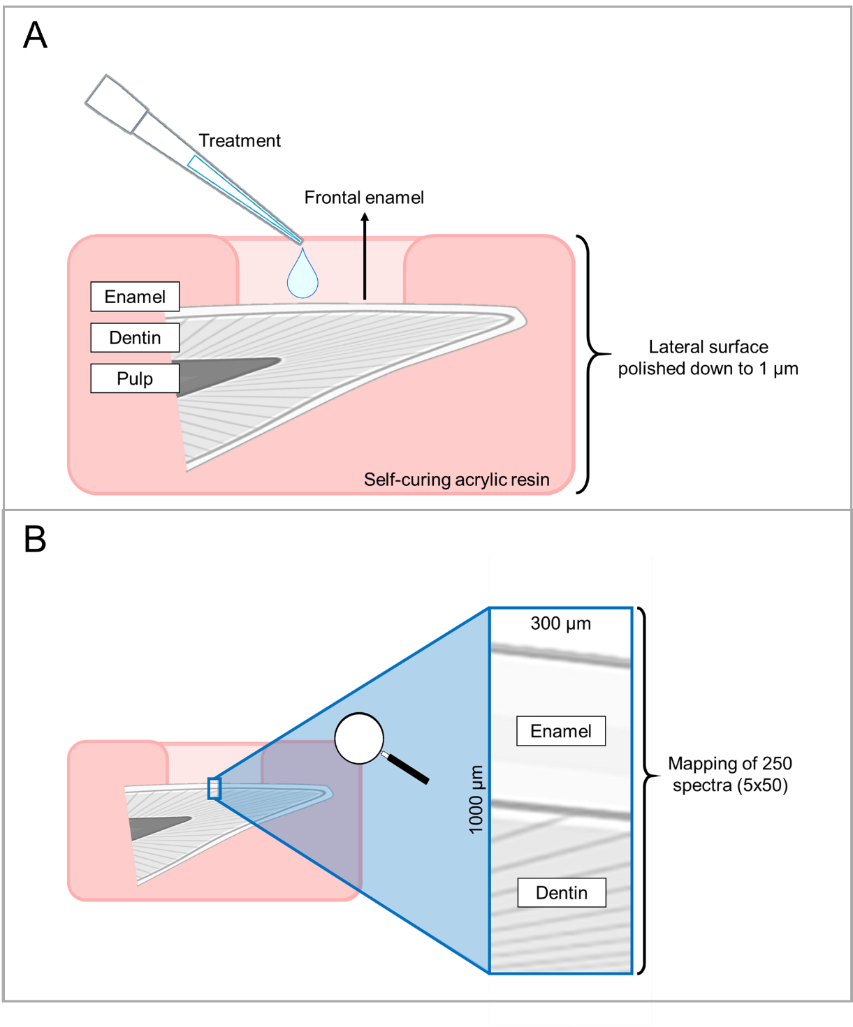 A
Treatment
Frontal enamel
Enamel
Dentin
Pulp
Lateral surface
polished down to 1 µm
Self-curing acrylic resin
B
300 µm
Enamel
1000 µm
Mapping of 250
spectra (5x50)
Dentin